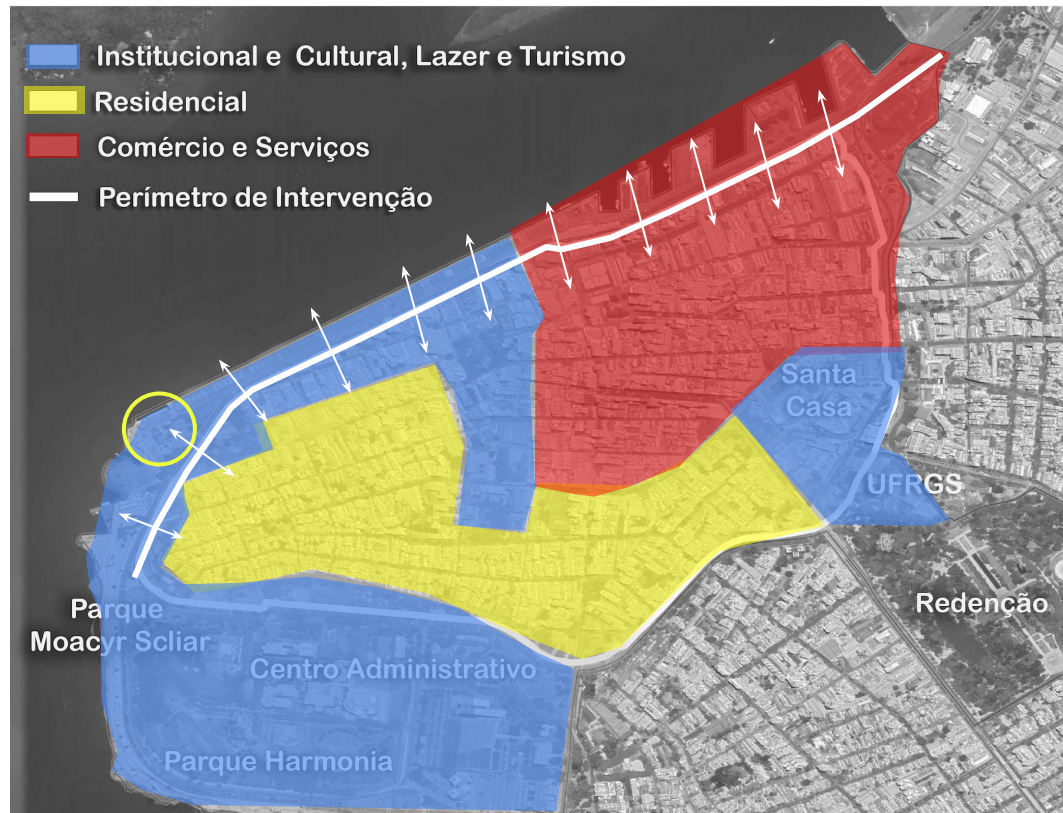 Institucional e Cultural, Lazer e Turismo
Residencial
Comércio e Serviços
Perímetro de Intervenção
Santa
Casa
UFRGS
Redenção
Parque
Moacyr Scliar
Centro Administrativo
Parque Harmonia